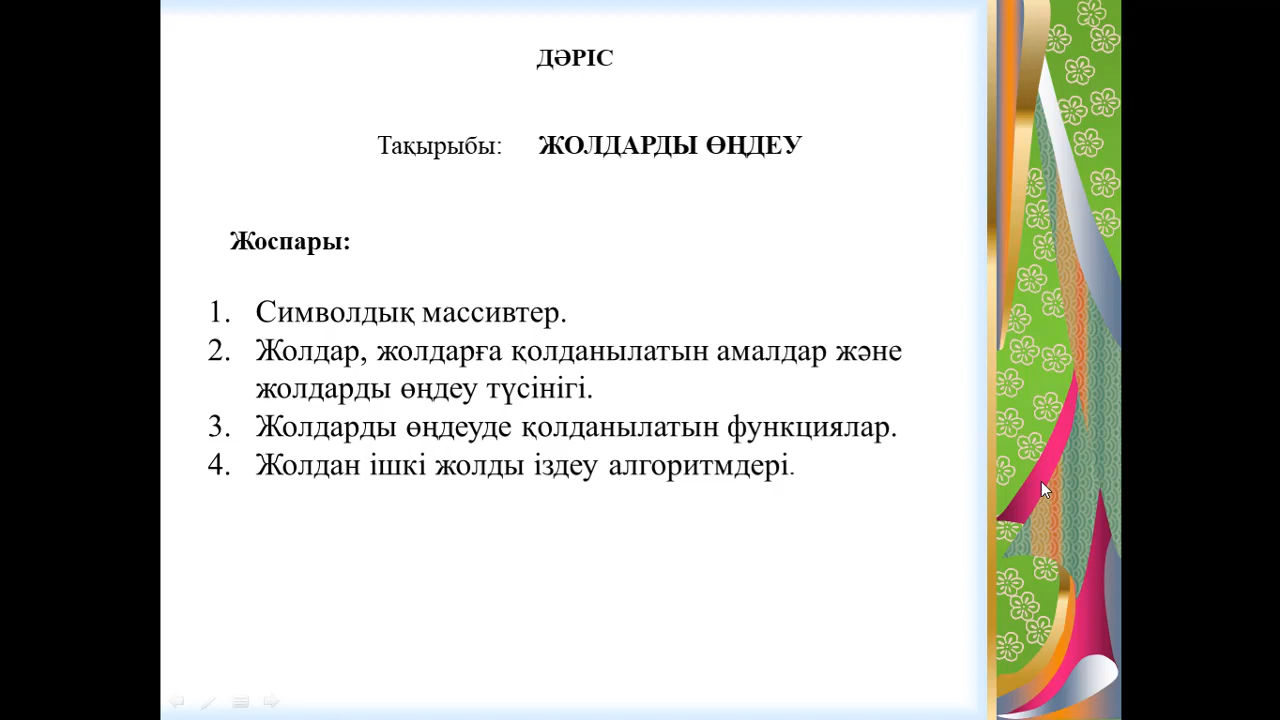 ДӘРІС
Тақырыбы: ЖОЛДАРДЫ ӨҢДЕУ
Жоспары:
1. Символдық массивтер.
2. Жолдар, жолдарға қолданылатын амалдар және
жолдарды өңдеу түсінігі.
3. Жолдарды өңдеуде қолданылатын функциялар.
4. Жолдан ішкі жолды іздеу алгоритмдері.